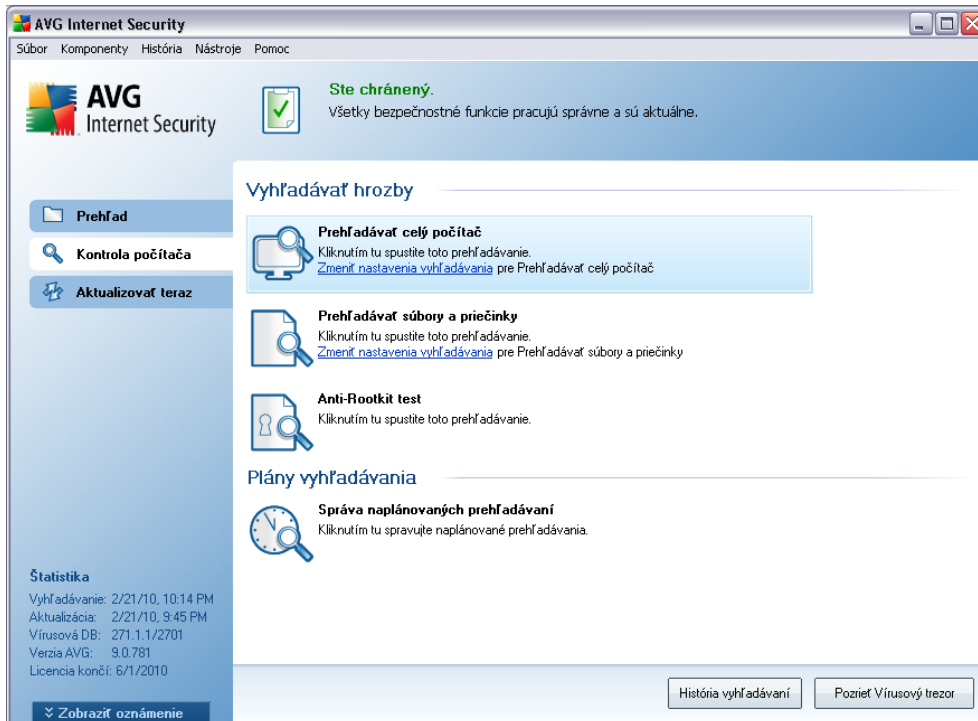 AVG Internet Security
Súbor Komponenty História Nástroje Pomoc
AVG
Internet Security
Ste chránený.
Všetky bezpečnostné funkcie pracujú správne a sú aktuálne.
Prehľad
Kontrola počítača
Aktualizovať teraz
Vyhľadávať hrozby
Prehľadávať celý počítač
Kliknutím tu spustite toto prehľadávanie.
Zmeniť nastavenia vyhľadávania pre Prehľadávať celý počítač
Prehľadávať súbory a priečinky
Kliknutím tu spustite toto prehľadávanie.
Zmeniť nastavenia vyhľadávania pre Prehľadávať súbory a priečinky
Anti-Rootkit test
Kliknutím tu spustite toto prehľadávanie.
Plány vyhľadávania
Správa naplánovaných prehľadávaní
Kliknutím tu spravujte naplánované prehľadávania.
Štatistika
Vyhľadávanie: 2/21/10, 10:14 PM
Aktualizácia: 2/21/10, 9:45 PM
Vírusová DB: 271.1.1/2701
Verzia AVG: 9.0.781
Licencia končí: 6/1/2010
Zobraziť oznámenie
História vyhľadávaní
Pozrieť Vírusový trezor